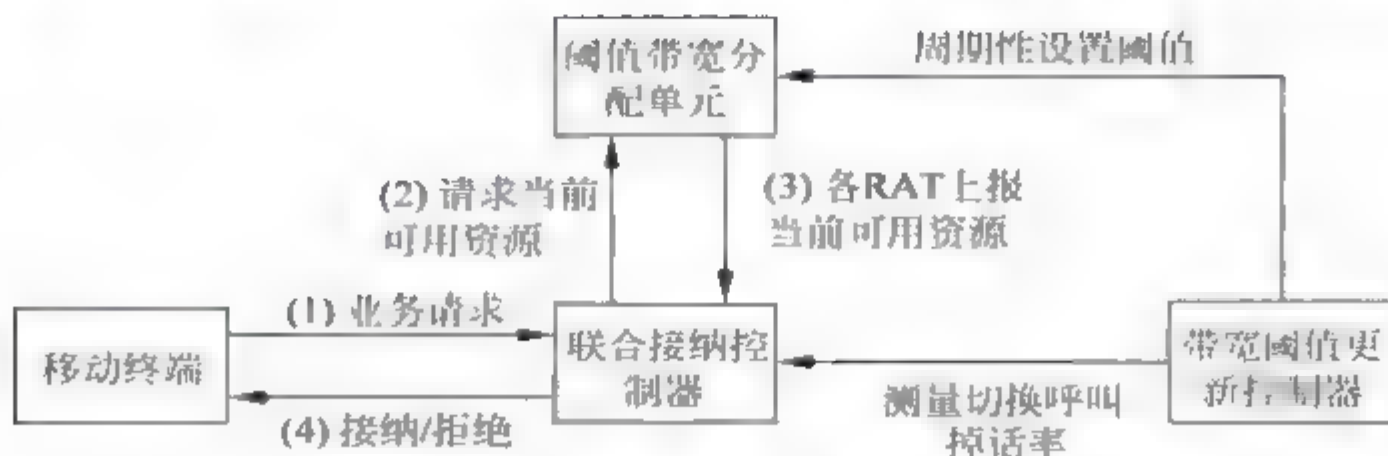 阈值带宽分
配单元
周期性设置阈值
(2) 请求当前
可用资源
(3) 各RAT上报
当前可用资源
(1) 业务请求
移动终端
联合接纳控
制器
(4) 接纳/拒绝
测量切换呼叫
掉话率
带宽阈值更
新控制器